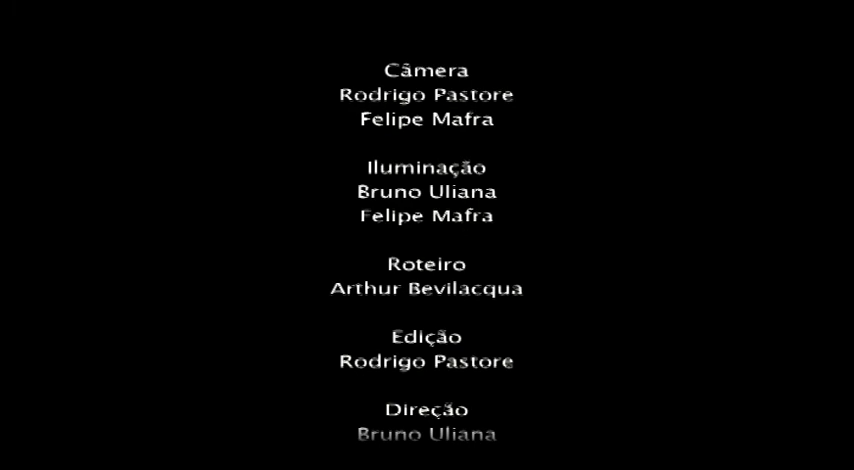 Câmera
Rodrigo Pastore
Felipe Mafra
Iluminação
Bruno Uliana
Felipe Mafra
Roteiro
Arthur Bevilacqua
Edição
Rodrigo Pastore
Direção
Bruno Uliana